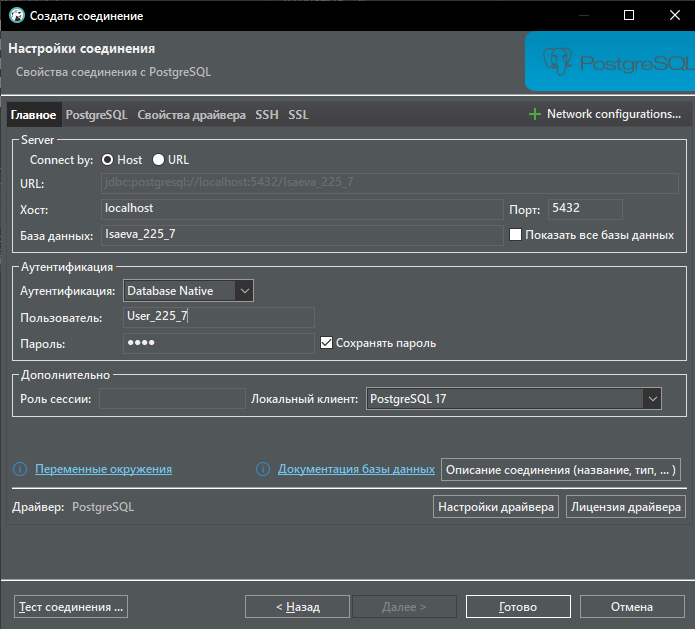 Создать соединение
Настройки соединения
Свойства соединения с PostgreSQL
PostgreSQL
Главное PostgreSQL Свойства драйвера SSH SSL Network configurations...
Server
Connect by: Host URL
URL: jdbc:postgresql://localhost:5432/Isaeva_225_7
Хост: localhost Порт: 5432
База данных: Isaeva_225_7 Показать все базы данных
Аутентификация
Аутентификация: Database Native
Пользователь: User_225_7
Пароль: •••• Сохранять пароль
Дополнительно
Роль сессии: Локальный клиент: PostgreSQL 17
Переменные окружения Документация базы данных Описание соединения (название, тип, ... )
Драйвер: PostgreSQL Настройки драйвера Лицензия драйвера
Тест соединения ... < Назад Далее > Готово Отмена